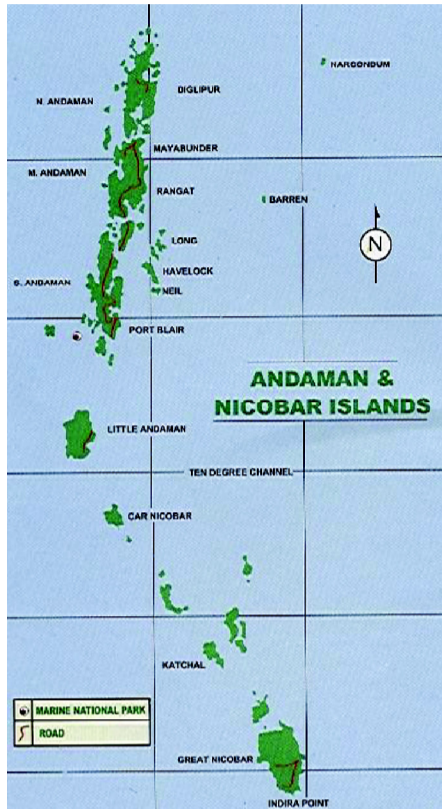 NARCONDUM
DIGLIPUR
N. ANDAMAN
MAYABUNDER
M. ANDAMAN
RANGAT
BARREN
LONG
N
HAVELOCK
S. ANDAMAN
NEIL
PORT BLAIR
ANDAMAN &
NICOBAR ISLANDS
LITTLE ANDAMAN
TEN DEGREE CHANNEL
CAR NICOBAR
KATCHAL
MARINE NATIONAL PARK
ROAD
GREAT NICOBAR
INDIRA POINT